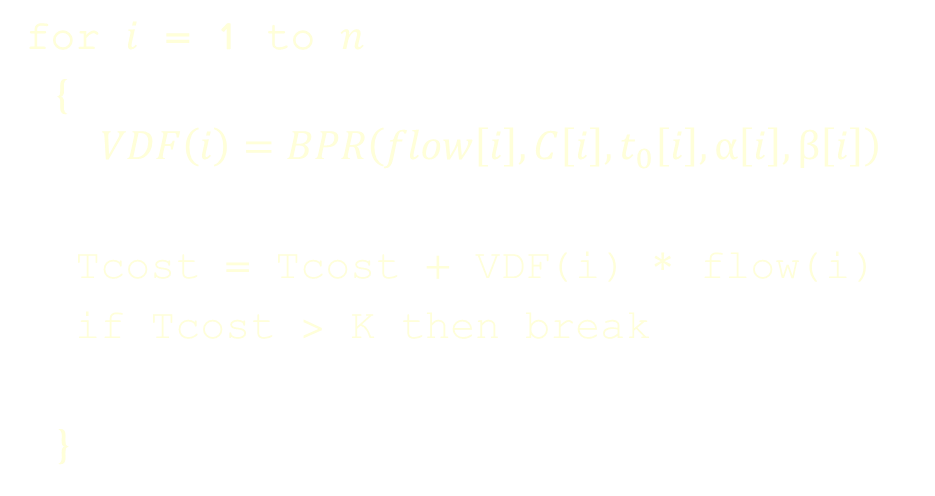 for i = 1 to n
{
VDF(i) = BPR(flow[i], C[i], t₀[i], α[i], β[i])
Tcost = Tcost + VDF(i) * flow(i)
if Tcost > K then break
}